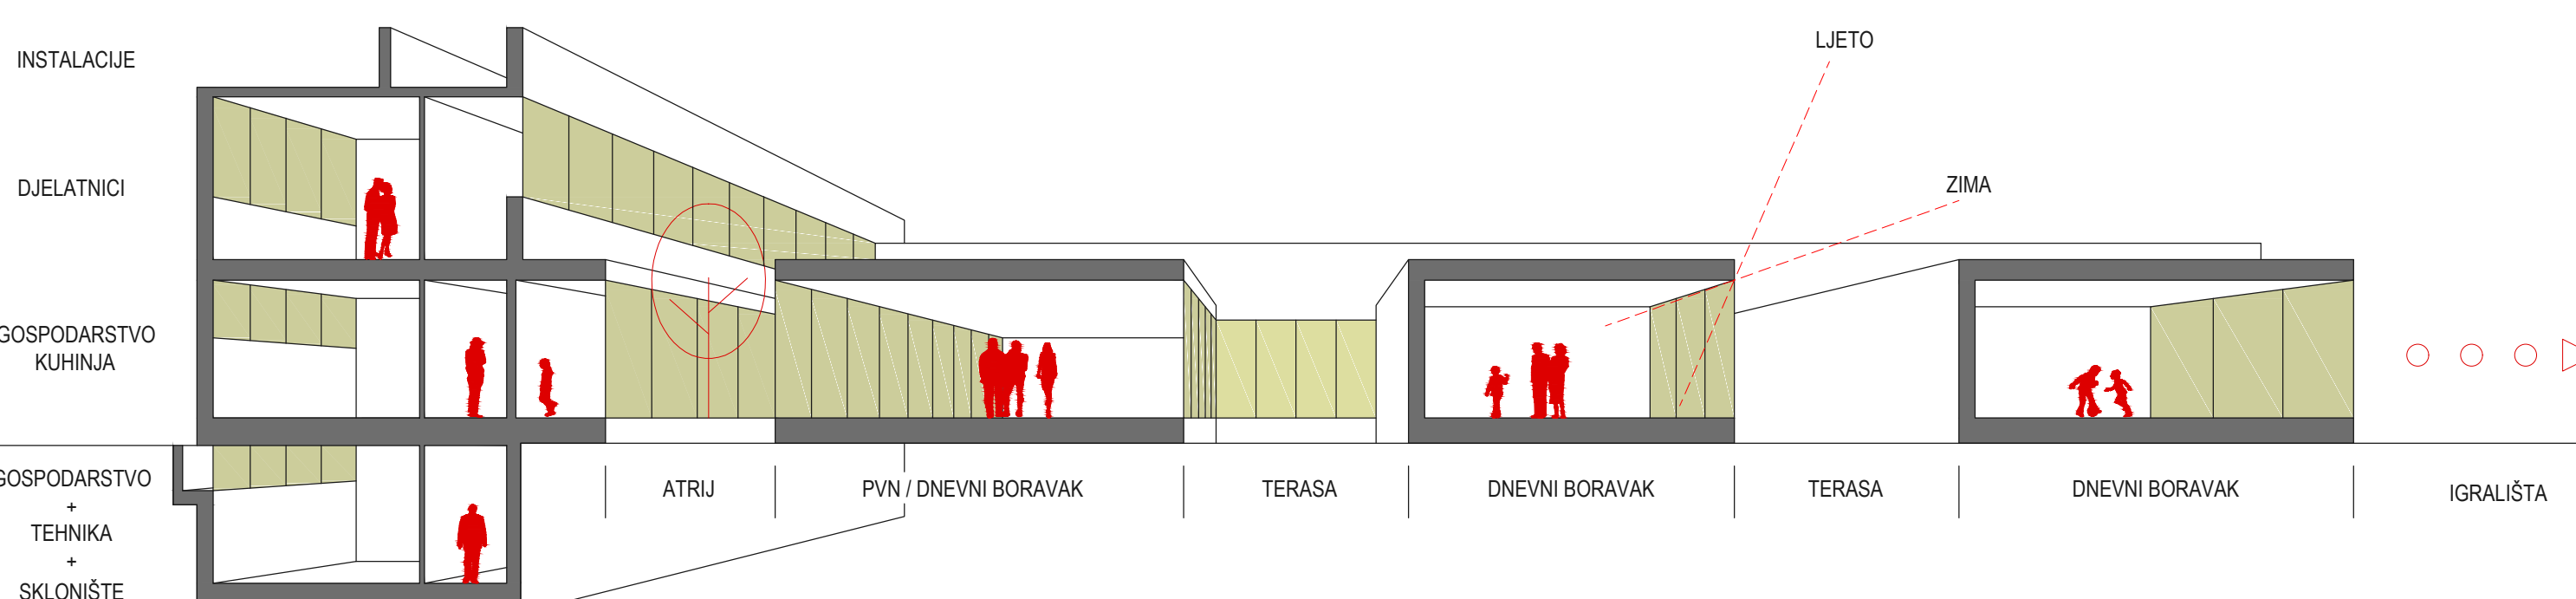 INSTALACIJE
DJELATNICI
GOSPODARSTVO
KUHINJA
GOSPODARSTVO
+
TEHNIKA
+
SKLONIŠTE
LJETO
ZIMA
ATRIJ
PVN / DNEVNI BORAVAK
TERASA
DNEVNI BORAVAK
TERASA
DNEVNI BORAVAK
IGRALIŠTA